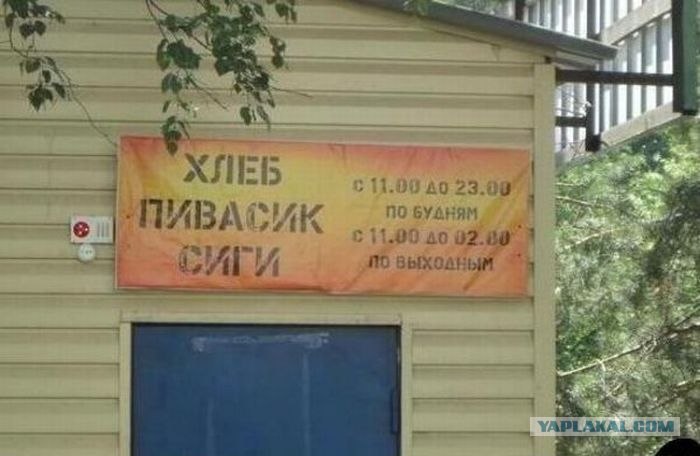 ХЛЕБ
ПИВАСИК
СИГИ
с 11.00 до 23.00
по будням
с 11.00 до 02.00
по выходным
YAPLAKAL.COM